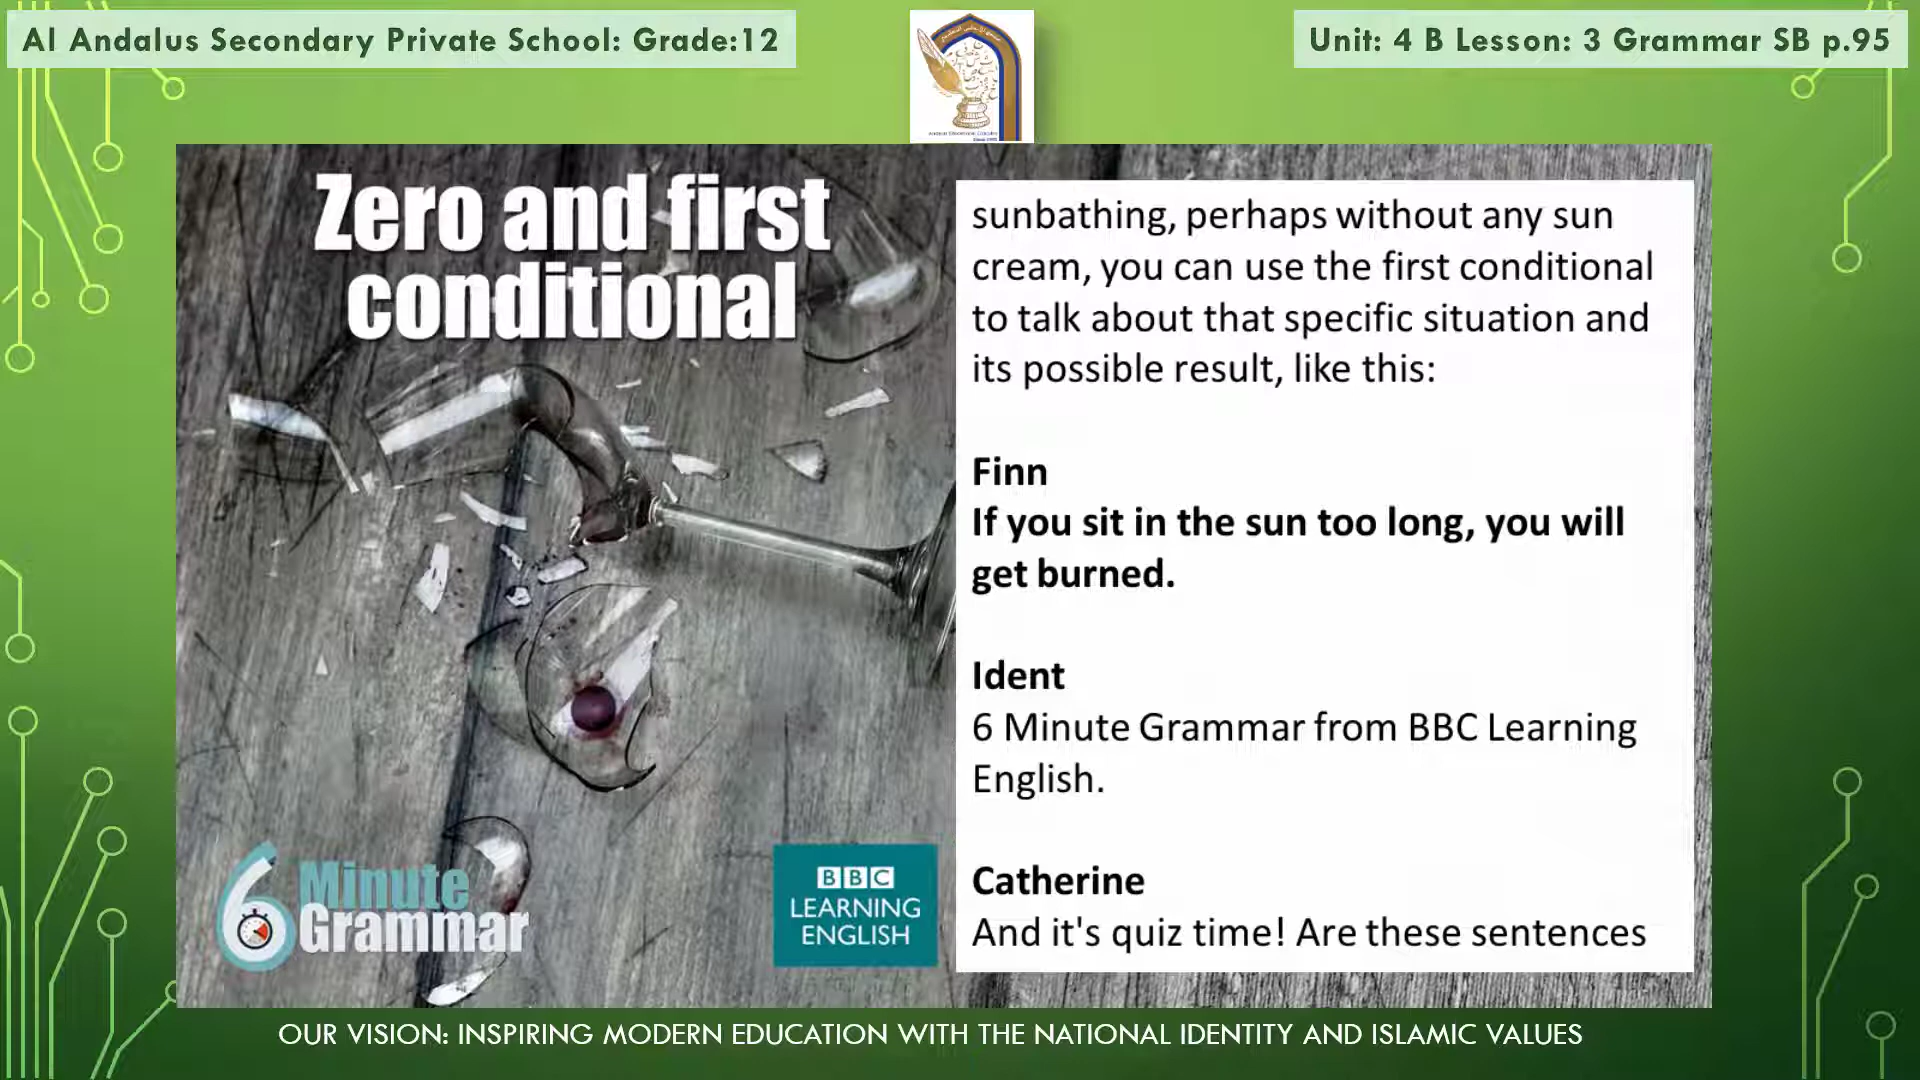 Al Andalus Secondary Private School: Grade:12
Unit: 4 B Lesson: 3 Grammar SB p.95
Zero and first
conditional
sunbathing, perhaps without any sun
cream, you can use the first conditional
to talk about that specific situation and
its possible result, like this:
Finn
If you sit in the sun too long, you will
get burned.
Ident
6 Minute Grammar from BBC Learning
English.
Catherine
And it's quiz time! Are these sentences
6 Minute
Grammar
BBC
LEARNING
ENGLISH
OUR VISION: INSPIRING MODERN EDUCATION WITH THE NATIONAL IDENTITY AND ISLAMIC VALUES